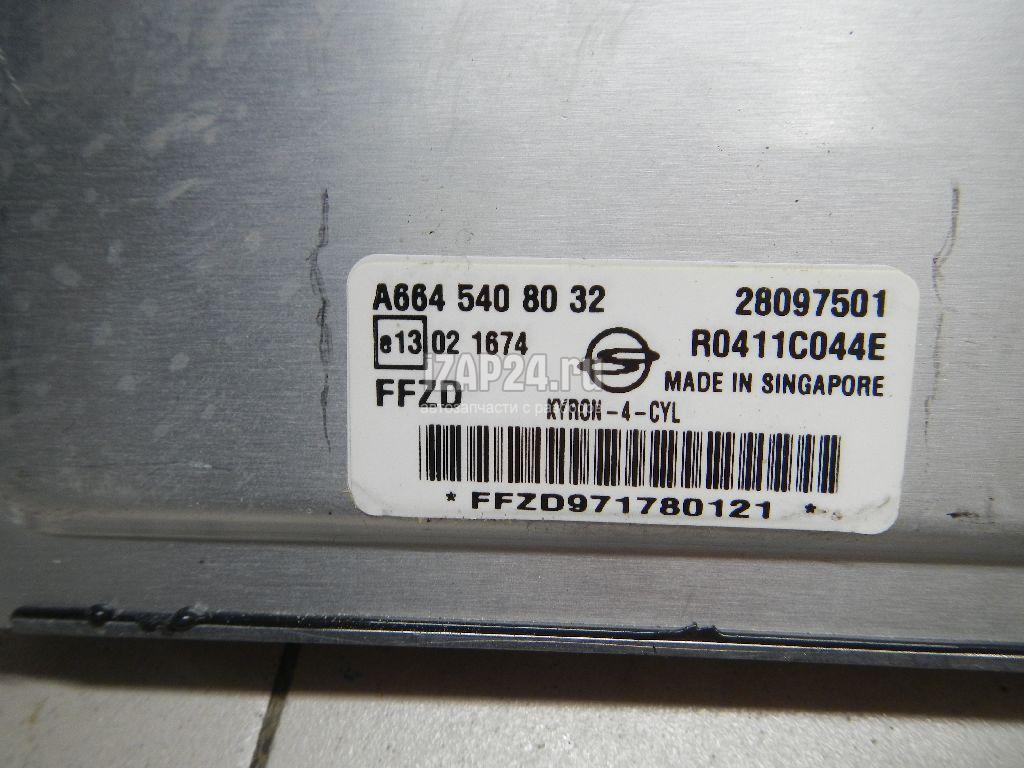 A664 540 80 32 28097501
e13 02 1674 R0411C044E
FFZD MADE IN SINGAPORE
iZAP24.ru
KYRON-4-CYL
*FFZD971780121*